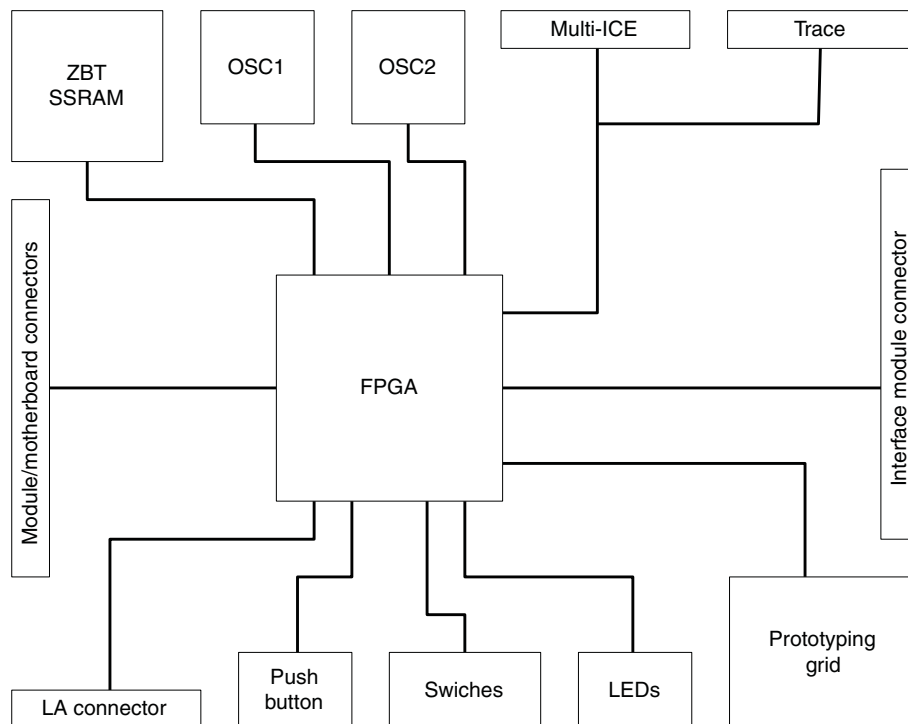 ZBT
SSRAM
OSC1
OSC2
Multi-ICE
Trace
Module/motherboard connectors
FPGA
Interface module connector
LA connector
Push
button
Swiches
LEDs
Prototyping
grid